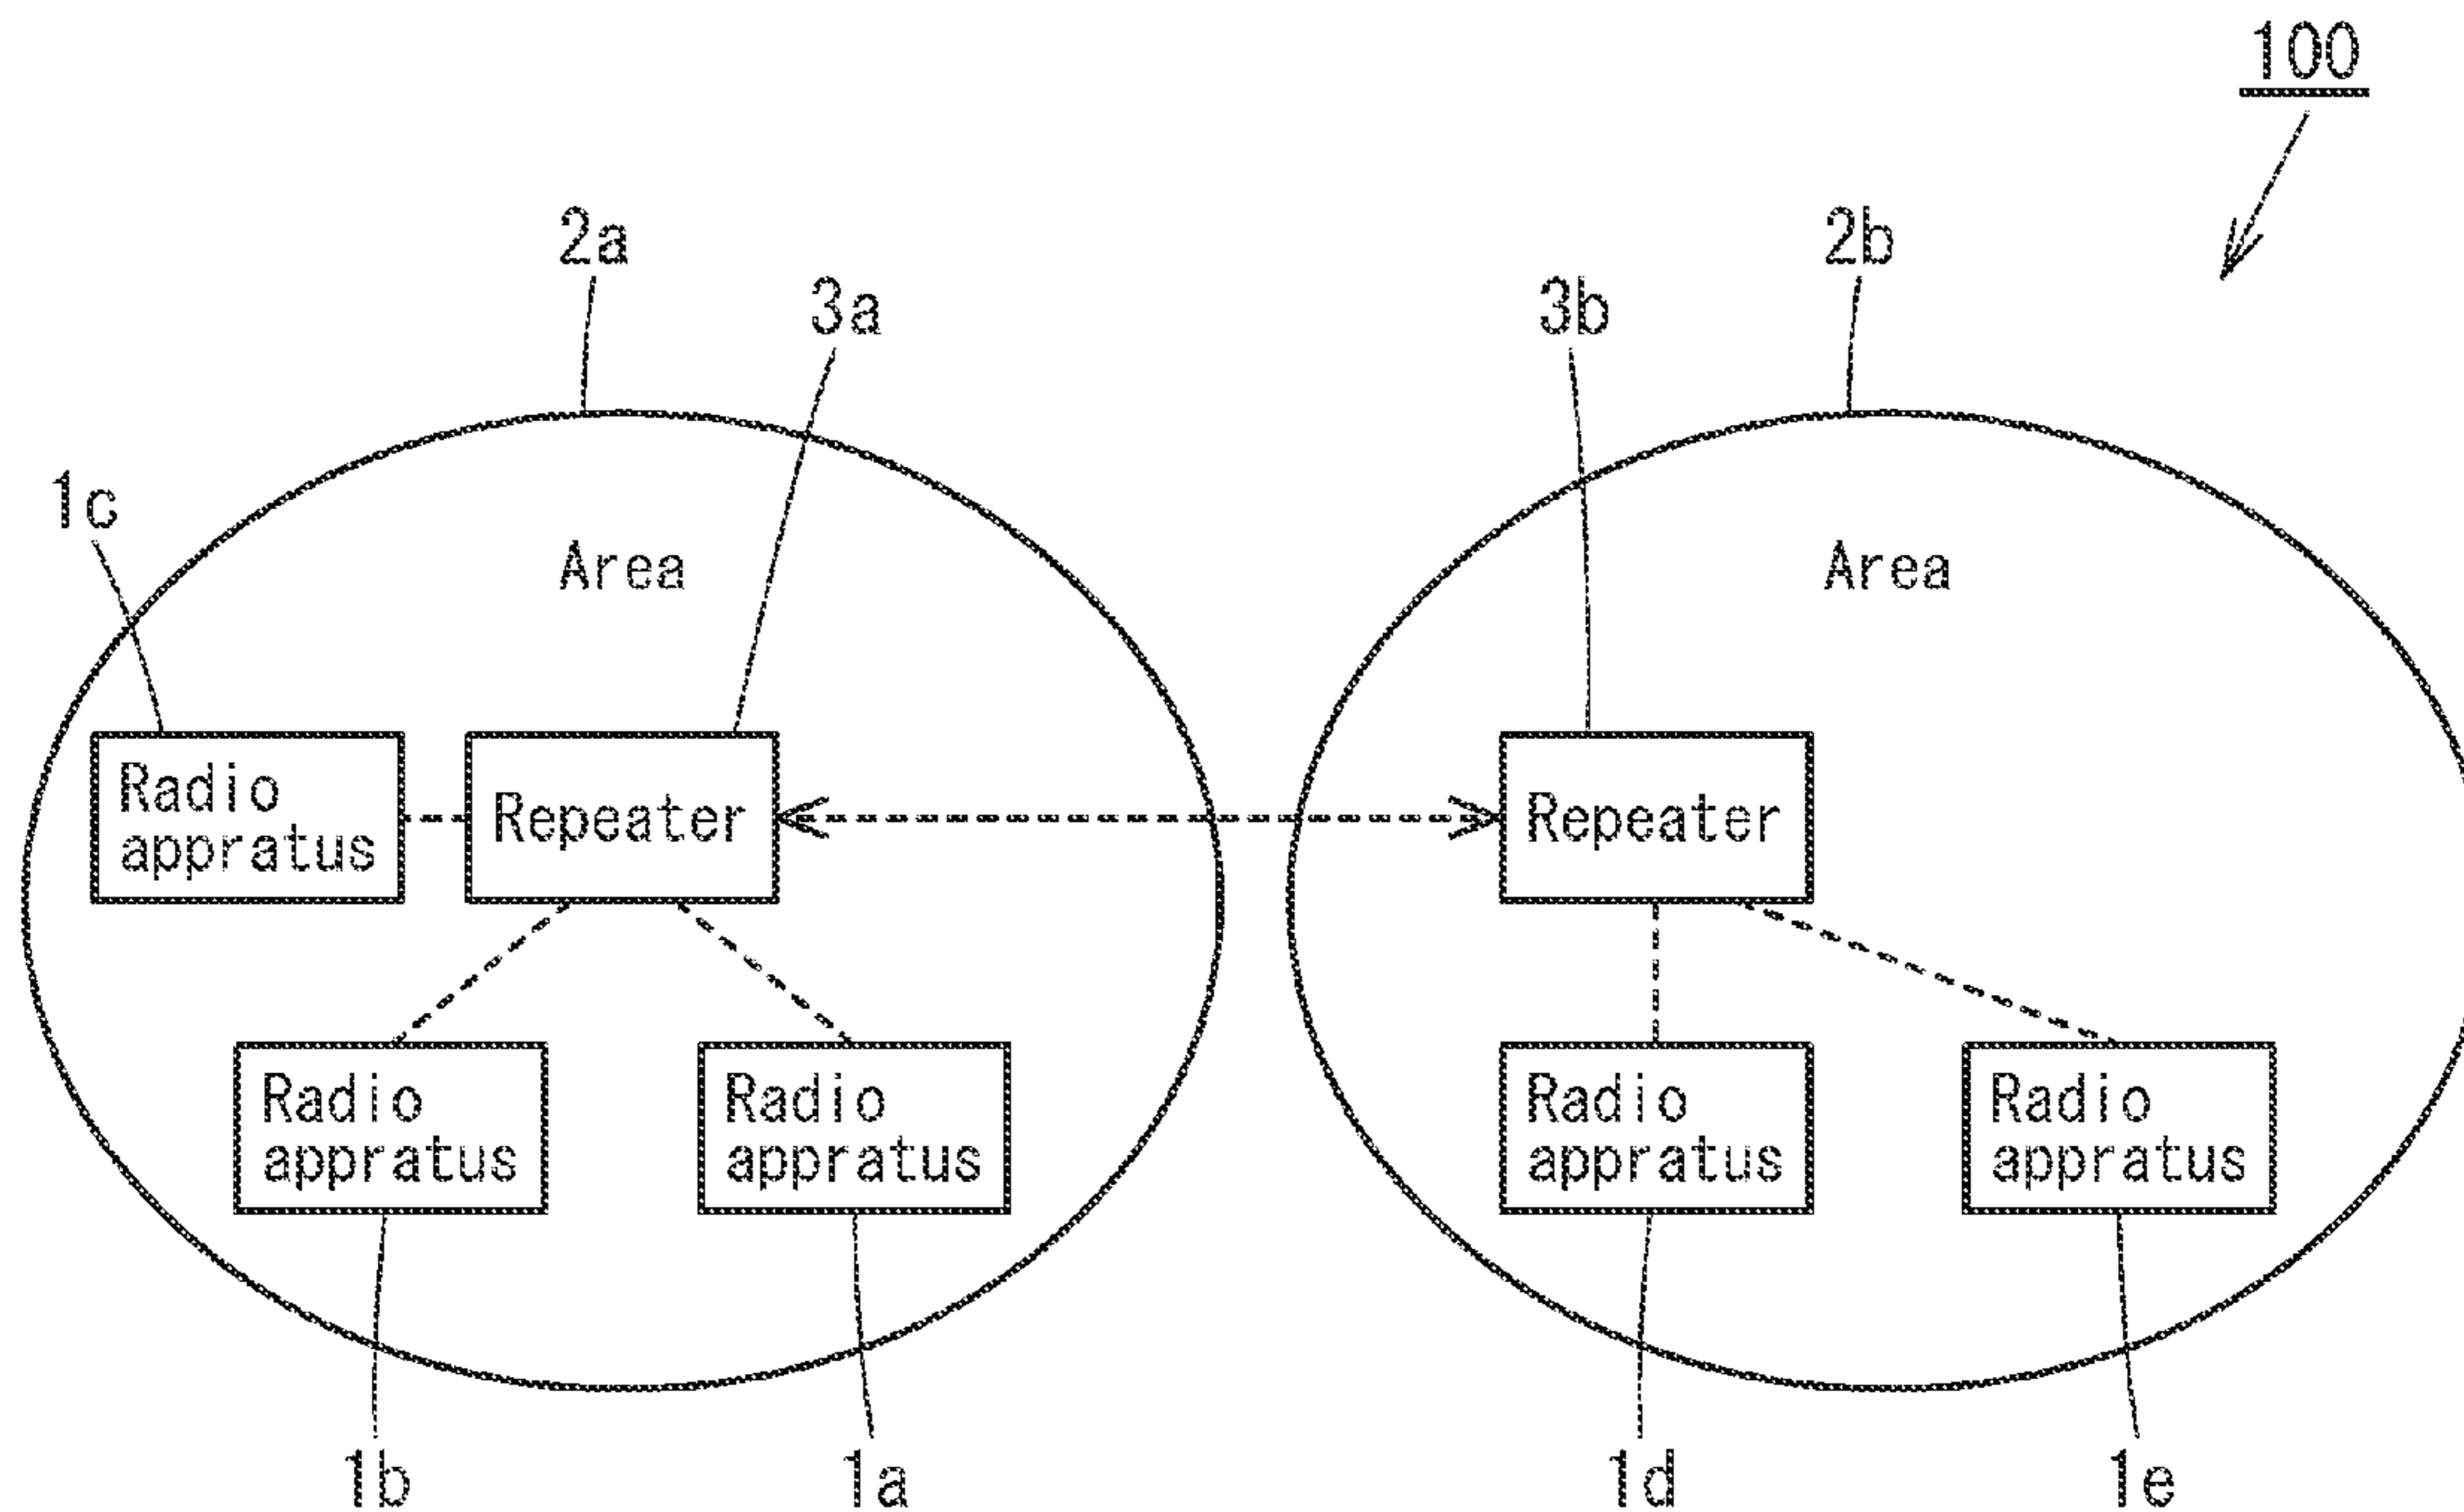 100
2a
2b
3a
3b
1c
Area
Area
Radio
appratus
Repeater
Repeater
Radio
appratus
Radio
appratus
Radio
appratus
Radio
appratus
1b
1a
1d
1e